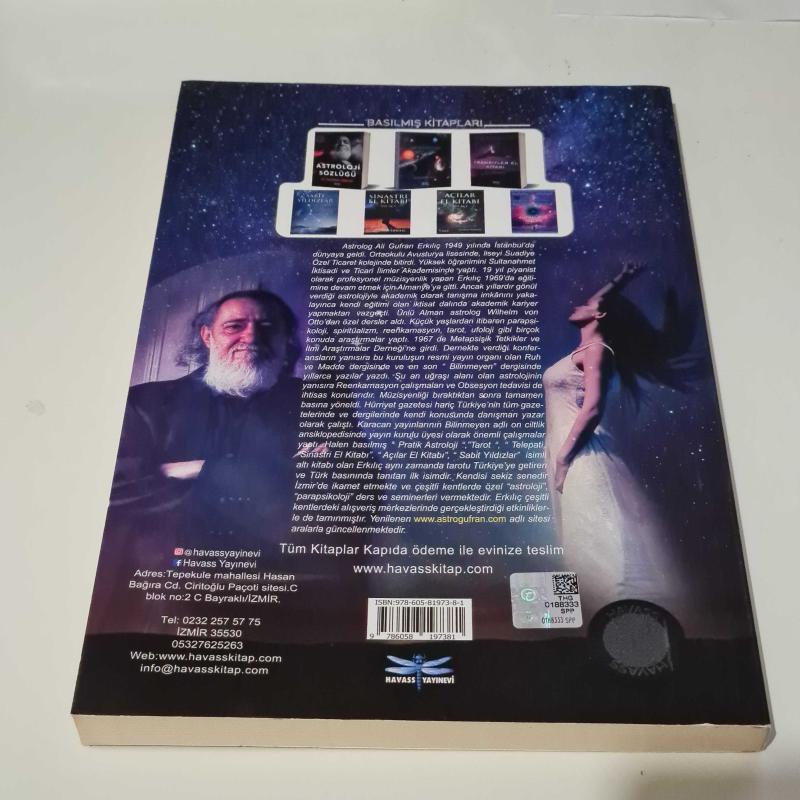 BASILMIŞ KİTAPLARI
ASTROLOJİ
SÖZLÜĞÜ
TRANSİTLER EL
KİTABI
SABİT
YILDIZLAR
SİNASTRİ
EL KİTABI
AÇILAR
EL KİTABI
Astrolog Ali Gufran Erkılıç 1949 yılında İstanbul'da
dünyaya geldi. Ortaokulu Avusturya lisesinde, liseyi Suadiye
Özel Ticaret kolejinde bitirdi. Yüksek öğrenimini Sultanahmet
İktisadi ve Ticari İlimler Akademisinde yaptı. 19 yıl piyanist
olarak profesyonel müzisyenlik yapan Erkılıç 1969'da eğiti-
mine devam etmek için Almanya'ya gitti. Ancak yıllardır gönül
verdiği astrolojiyle akademik olarak tanışma imkânını yaka-
layınca kendi eğitimi olan iktisat dalında akademik kariyer
yapmaktan vazgeçti. Ünlü Alman astrolog Wilhelm von
Otto'dan özel dersler aldı. Küçük yaşlardan itibaren parapsi-
koloji, spiritüalizm, reenkarnasyon, tarot, ufoloji gibi birçok
konuda araştırmalar yaptı. 1967 de Metapsişik Tetkikler ve
İlmi Araştırmalar Derneği'ne girdi. Dernekte verdiği konfe-
ransların yanısıra bu kuruluşun resmi yayın organı olan Ruh
ve Madde dergisinde ve en son " Bilinmeyen" dergisinde
yıllarca yazılar yazdı. Şu an uğraşı alanı olan astrolojinin
yanısıra Reenkarnasyon çalışmaları ve Obsesyon tedavisi de
ihtisas konularıdır. Müzisyenliği bıraktıktan sonra tamamen
basına yöneldi. Hürriyet gazetesi hariç Türkiye'nin tüm gaze-
telerinde ve dergilerinde kendi konusunda danışman yazar
olarak çalıştı. Karacan yayınlarının Bilinmeyen adlı on ciltlik
ansiklopedisinde yayın kurulu üyesi olarak önemli çalışmalar
yaptı. Halen basılmış " Pratik Astroloji ","Tarot ", " Telepati,
"Sinastri El Kitabı", " Açılar El Kitabı", " Sabit Yıldızlar" isimli
altı kitabı olan Erkılıç aynı zamanda tarotu Türkiye'ye getiren
ve Türk basınında tanıtan ilk isimdir. Kendisi sekiz senedir
İzmir'de ikamet etmekte ve çeşitli kentlerde özel "astroloji",
"parapsikoloji" ders ve seminerleri vermektedir. Erkılıç çeşitli
kentlerdeki alışveriş merkezlerinde gerçekleştirdiği etkinlikler-
le de tanınmıştır. Yenilenen www.astrogufran.com adlı sitesi
aralarla güncellenmektedir.
@havassyayinevi
Havass Yayınevi
Adres:Tepekule mahallesi Hasan
Bağıra Cd. Ciritoğlu Paçoti sitesi.C
blok no:2 C Bayraklı/İZMİR,
Tel: 0232 257 57 75
İZMİR 35530
05327625263
Web:www.havasskitap.com
info@havasskitap.com
Tüm Kitaplar Kapıda ödeme ile evinize teslim
www.havasskitap.com
ISBN:978-605-81973-8-1
9 786058 197381
HAVASS YAYINEVİ
THG
0188333
SPP
0188333 SPP
HAVASS